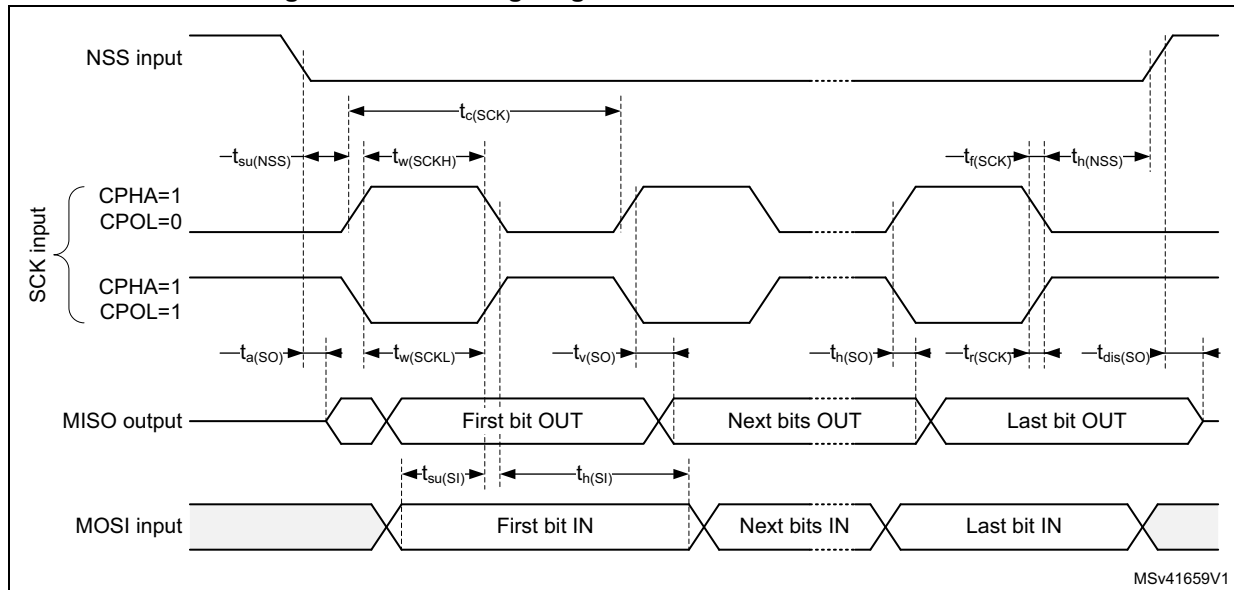 NSS input
tc(SCK)
tsu(NSS)
tw(SCKH)
tf(SCK)
th(NSS)
SCK input
CPHA=1
CPOL=0
CPHA=1
CPOL=1
ta(SO)
tw(SCKL)
tv(SO)
th(SO)
tr(SCK)
tdis(SO)
MISO output
First bit OUT
Next bits OUT
Last bit OUT
tsu(SI)
th(SI)
MOSI input
First bit IN
Next bits IN
Last bit IN
MSv41659V1